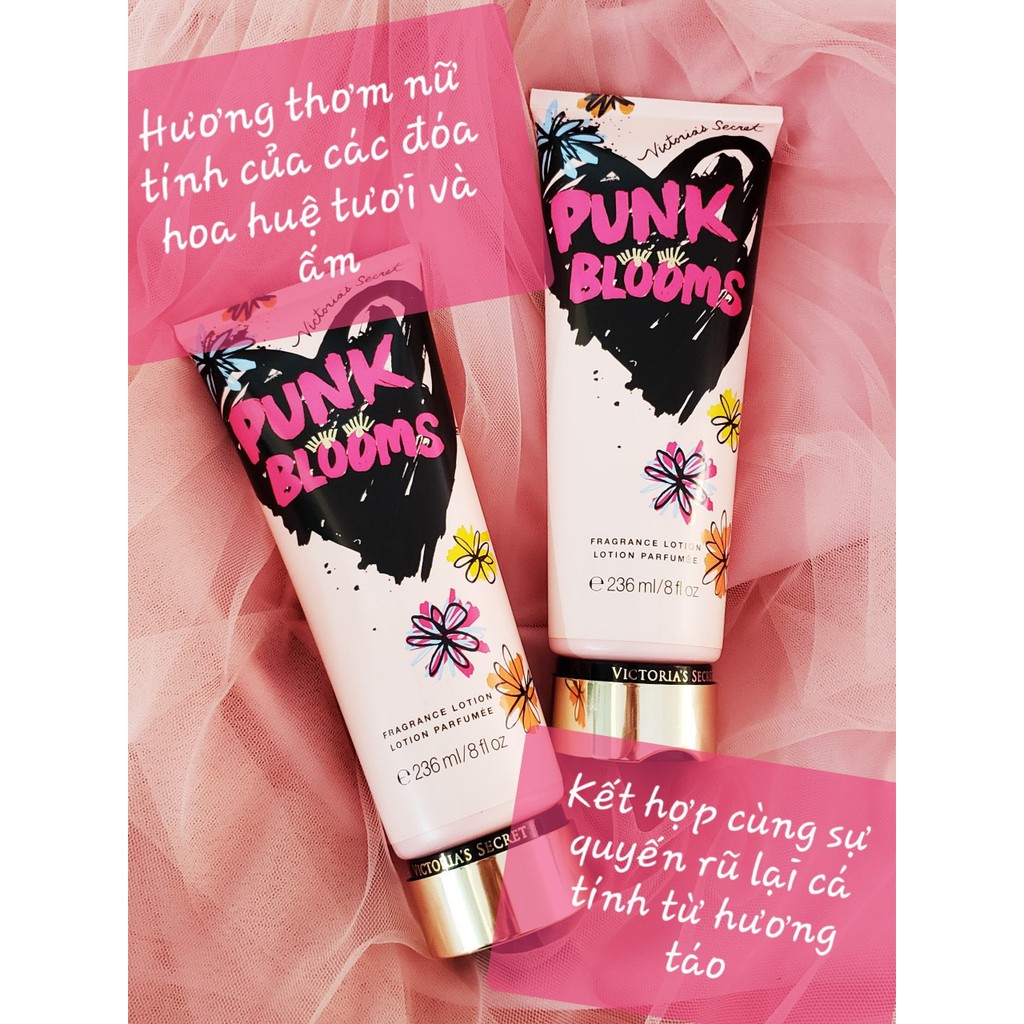 Hương thơm nữ
tính của các đóa
hoa huệ tươi và
ấm
Victoria's Secret
PUNK
BLOOMS
FRAGRANCE LOTION
LOTION PARFUMÉE
e 236 ml/8 fl oz
VICTORIA'S SECRET
Victoria's Secret
PUNK
BLOOMS
FRAGRANCE LOTION
LOTION PARFUMÉE
e 236 ml/8 fl oz
VICTORIA'S SECRET
Kết hợp cùng sự
quyến rũ lại cá
tính từ hương
táo